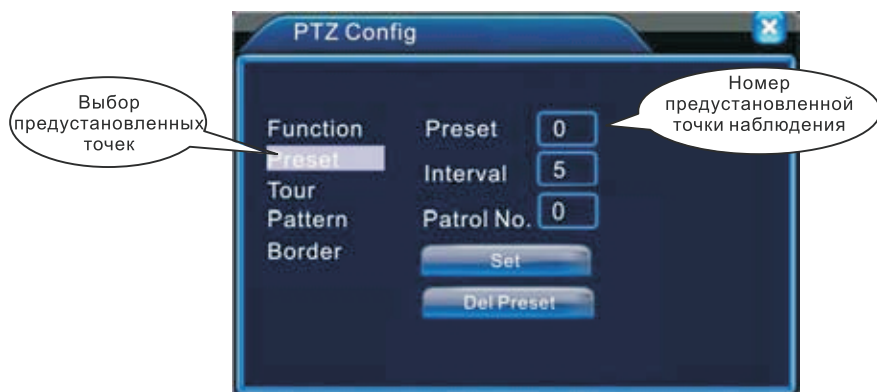 PTZ Config
Выбор
предустановленных
точек
Номер
предустановленной
точки наблюдения
Function
Preset
Tour
Pattern
Border
Preset 0
Interval 5
Patrol No. 0
Set
Del Preset